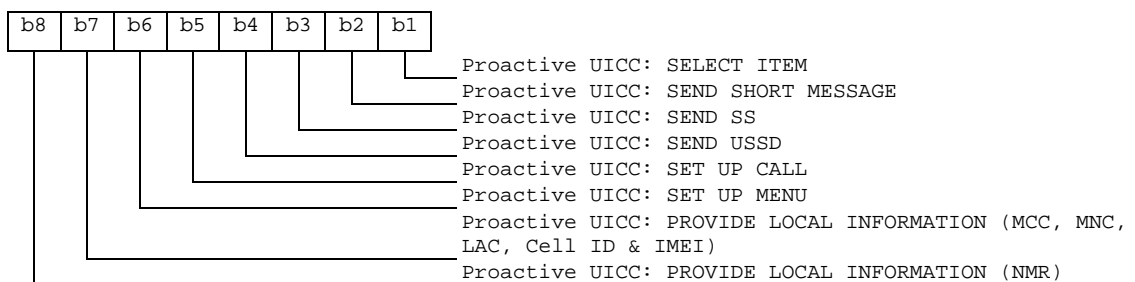 b8 b7 b6 b5 b4 b3 b2 b1
Proactive UICC: SELECT ITEM
Proactive UICC: SEND SHORT MESSAGE
Proactive UICC: SEND SS
Proactive UICC: SEND USSD
Proactive UICC: SET UP CALL
Proactive UICC: SET UP MENU
Proactive UICC: PROVIDE LOCAL INFORMATION (MCC, MNC,
LAC, Cell ID & IMEI)
Proactive UICC: PROVIDE LOCAL INFORMATION (NMR)